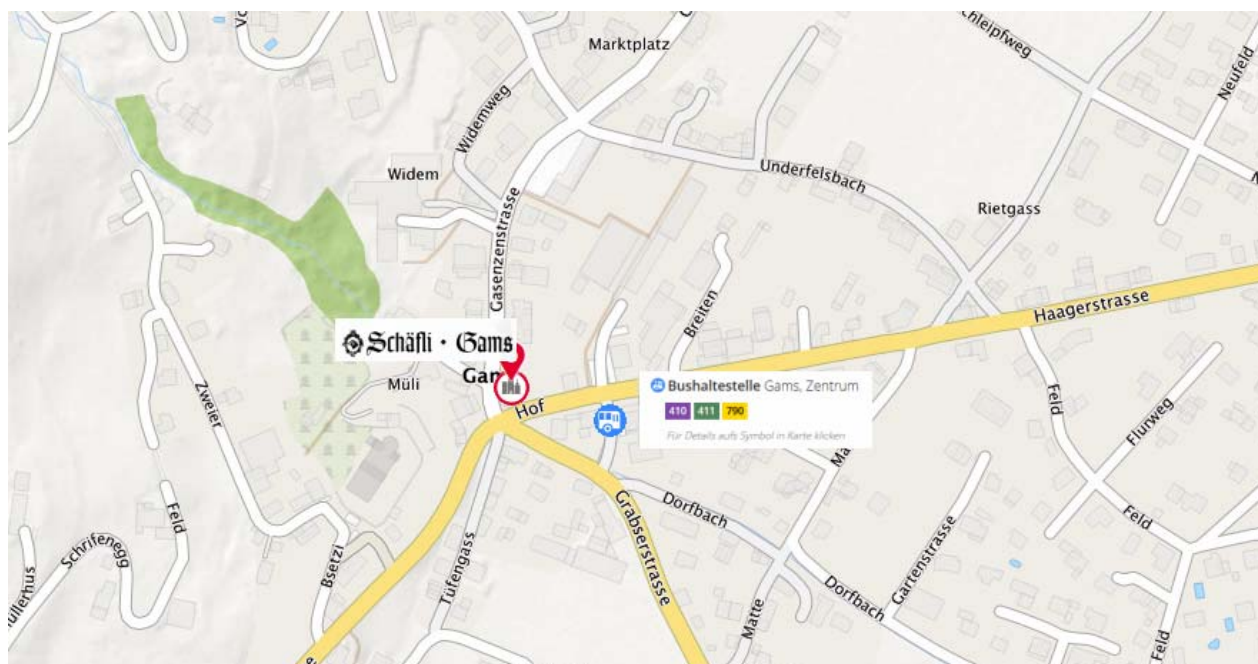 Marktplatz
Schleipfweg
Neufeld
Widemweg
Widem
Underfelsbach
Rietgass
Gasenzenstrasse
Haagerstrasse
Breiten
Schäfli · Gams
Gam
Müli
Hof
Bushaltestelle Gams, Zentrum
410 411 790
Für Details aufs Symbol in Karte klicken
Zweier
Feld
Flurweg
Feld
Schrifenegg
Bsetzi
Tüfengass
Grabserstrasse
Dorfbach
Gartenstrasse
Feld
Dorfbach
Matte
Feld